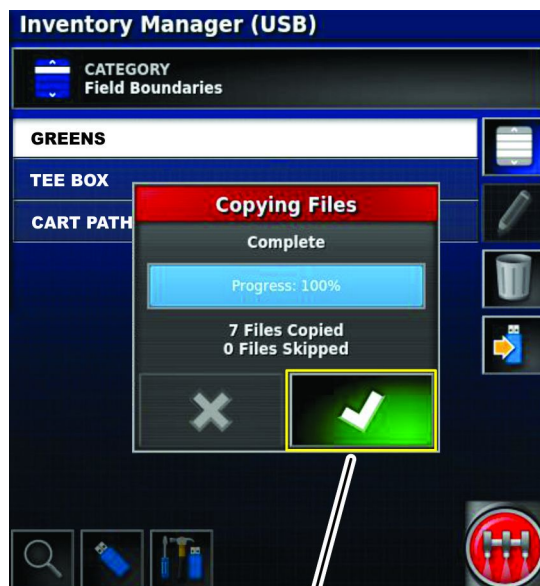 Inventory Manager (USB)
CATEGORY
Field Boundaries
GREENS
TEE BOX
CART PATH
Copying Files
Complete
Progress: 100%
7 Files Copied
0 Files Skipped